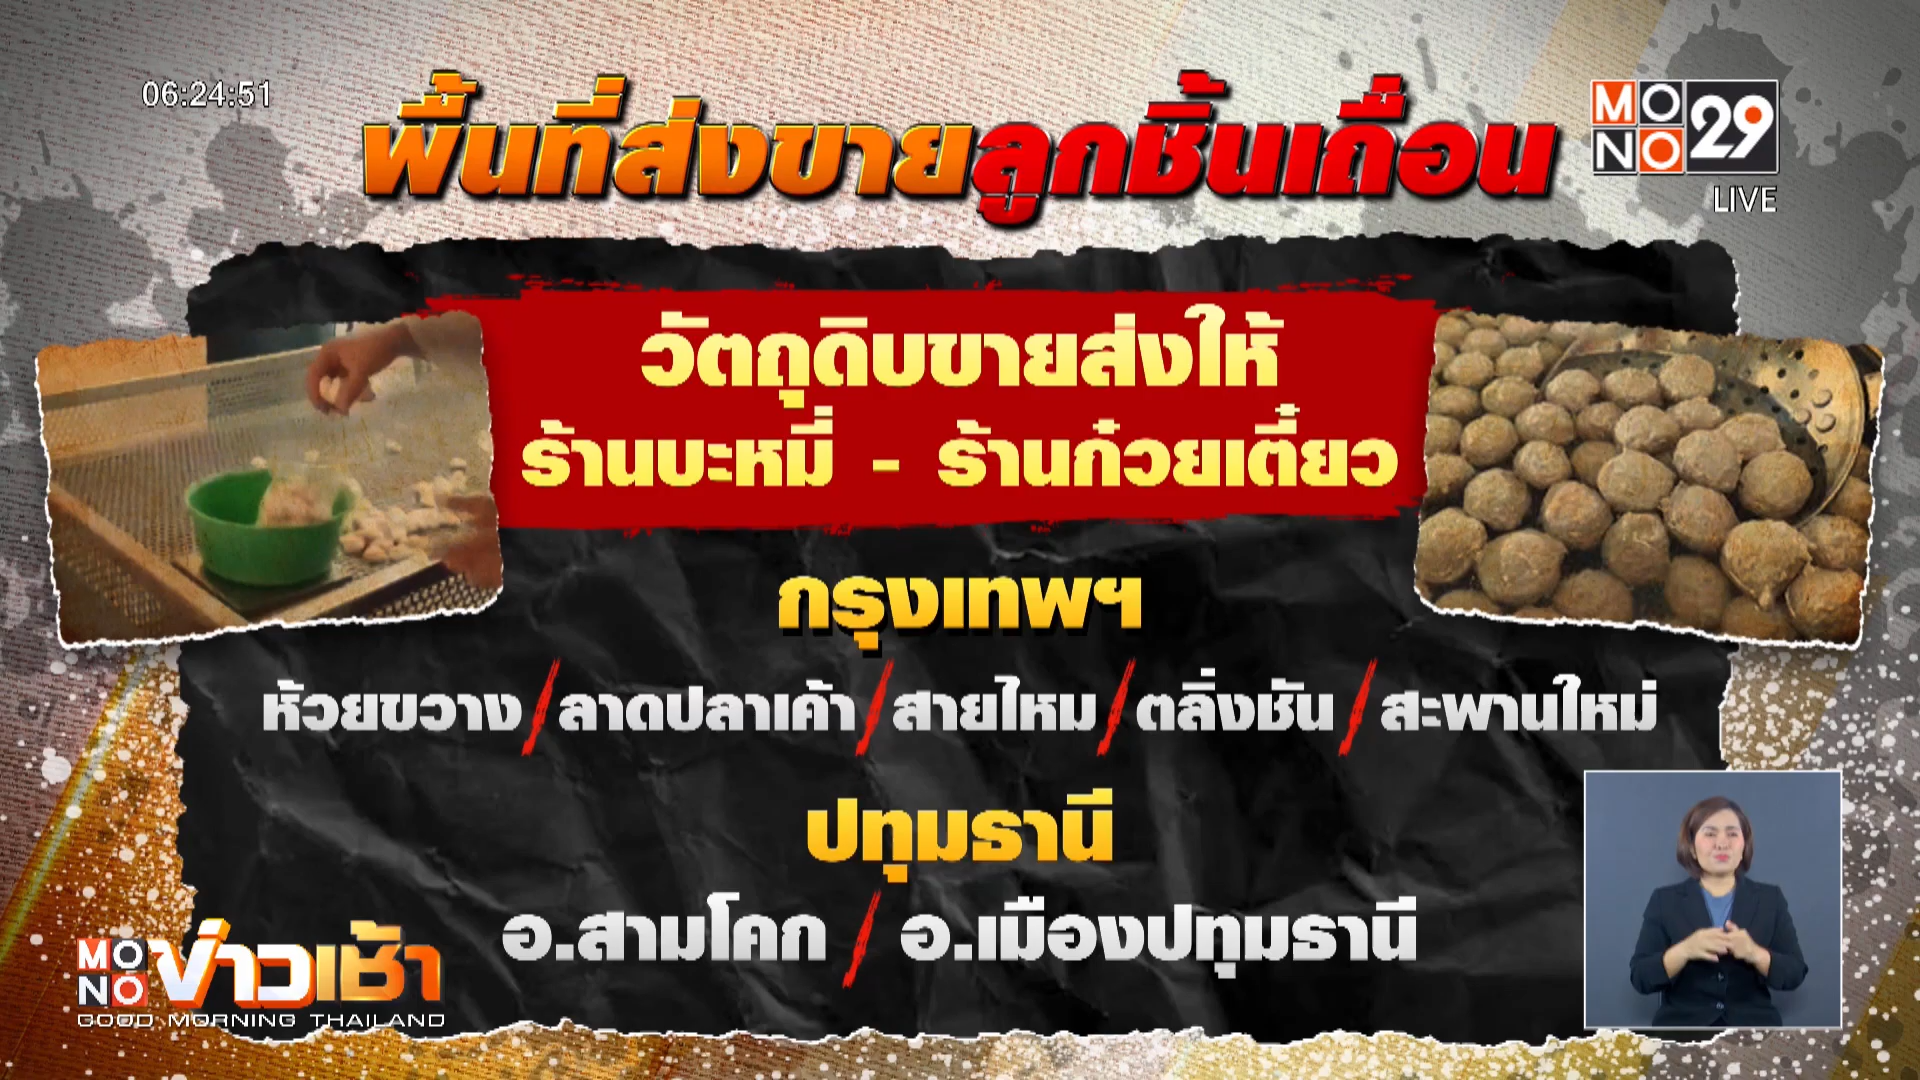 06:24:51
พื้นที่ส่งขายลูกชิ้นเถื่อน
MONO 29
LIVE
วัตถุดิบขายส่งให้
ร้านบะหมี่ - ร้านก๋วยเตี๋ยว
กรุงเทพฯ
ห้วยขวาง/ลาดปลาเค้า/สายไหม/ตลิ่งชัน/สะพานใหม่
ปทุมธานี
อ.สามโคก / อ.เมืองปทุมธานี
MONO ข่าวเช้า
GOOD MORNING THAILAND